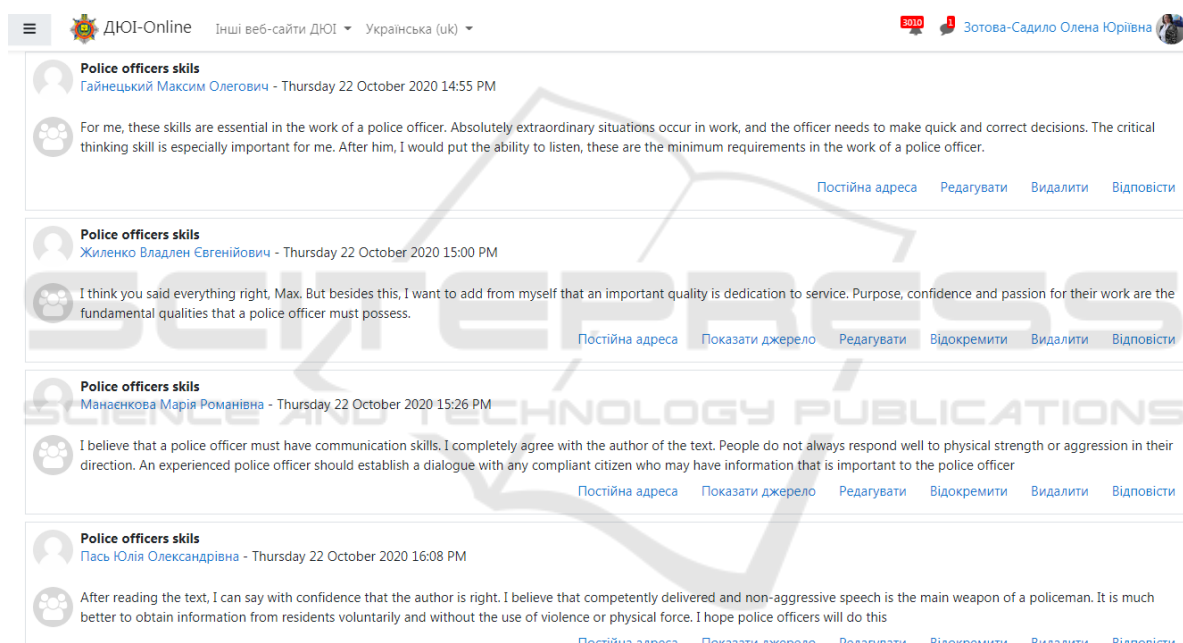 ДЮІ-Online Інші веб-сайти ДЮІ Українська (uk) 3010 1 Зотова-Садило Олена Юріївна
Police officers skils
Гайнецький Максим Олегович - Thursday 22 October 2020 14:55 PM
For me, these skills are essential in the work of a police officer. Absolutely extraordinary situations occur in work, and the officer needs to make quick and correct decisions. The critical
thinking skill is especially important for me. After him, I would put the ability to listen, these are the minimum requirements in the work of a police officer.
Постійна адреса Редагувати Видалити Відповісти
Police officers skils
Жиленко Владлен Євгенійович - Thursday 22 October 2020 15:00 PM
I think you said everything right, Max. But besides this, I want to add from myself that an important quality is dedication to service. Purpose, confidence and passion for their work are the
fundamental qualities that a police officer must possess.
Постійна адреса Показати джерело Редагувати Відокремити Видалити Відповісти
SCITEPRESS
Police officers skils
Манаєнкова Марія Романівна - Thursday 22 October 2020 15:26 PM
SCIENCE AND TECHNOLOGY PUBLICATIONS
I believe that a police officer must have communication skills. I completely agree with the author of the text. People do not always respond well to physical strength or aggression in their
direction. An experienced police officer should establish a dialogue with any compliant citizen who may have information that is important to the police officer
Постійна адреса Показати джерело Редагувати Відокремити Видалити Відповісти
Police officers skils
Пась Юлія Олександрівна - Thursday 22 October 2020 16:08 PM
After reading the text, I can say with confidence that the author is right. I believe that competently delivered and non-aggressive speech is the main weapon of a policeman. It is much
better to obtain information from residents voluntarily and without the use of violence or physical force. I hope police officers will do this
Постійна адреса Показати джерело Редагувати Відокремити Видалити Відповісти